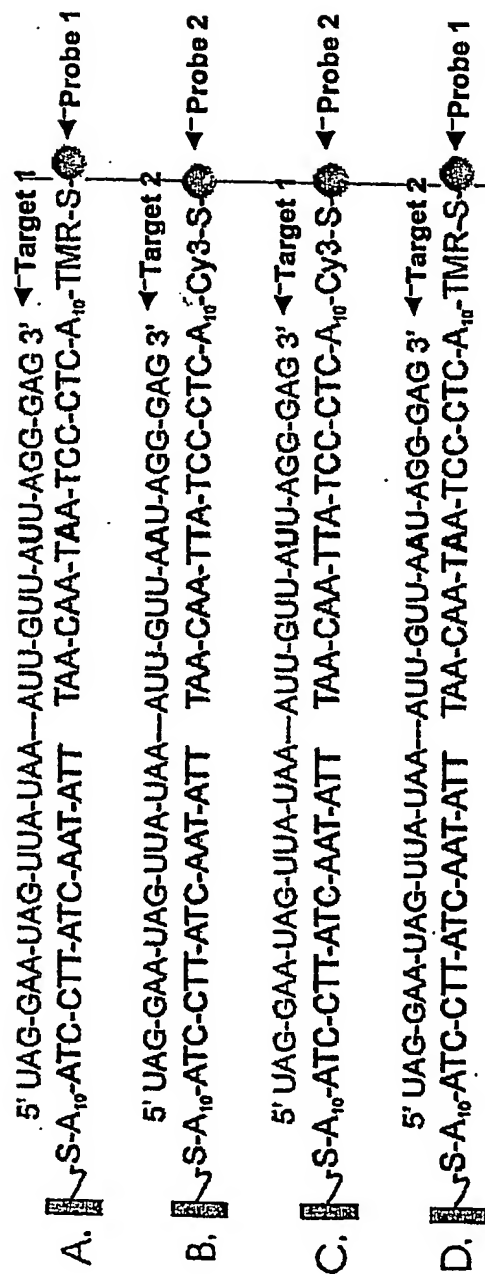 5' UAG-GAA-UAG-UUA-UAA---AUU-GUU-AUU-AGG-GAG 3' Target 1
A. S-A10-ATC-CTT-ATC-AAT-ATT TAA-CAA-TAA-TCC-CTC-A10-TMR-S- Probe 1
5' UAG-GAA-UAG-UUA-UAA---AUU-GUU-AAU-AGG-GAG 3' Target 2
B. S-A10-ATC-CTT-ATC-AAT-ATT TAA-CAA-TTA-TCC-CTC-A10-Cy3-S- Probe 2
5' UAG-GAA-UAG-UUA-UAA---AUU-GUU-AUU-AGG-GAG 3' Target 1
C. S-A10-ATC-CTT-ATC-AAT-ATT TAA-CAA-TTA-TCC-CTC-A10-Cy3-S- Probe 2
5' UAG-GAA-UAG-UUA-UAA---AUU-GUU-AAU-AGG-GAG 3' Target 2
D. S-A10-ATC-CTT-ATC-AAT-ATT TAA-CAA-TAA-TCC-CTC-A10-TMR-S- Probe 1